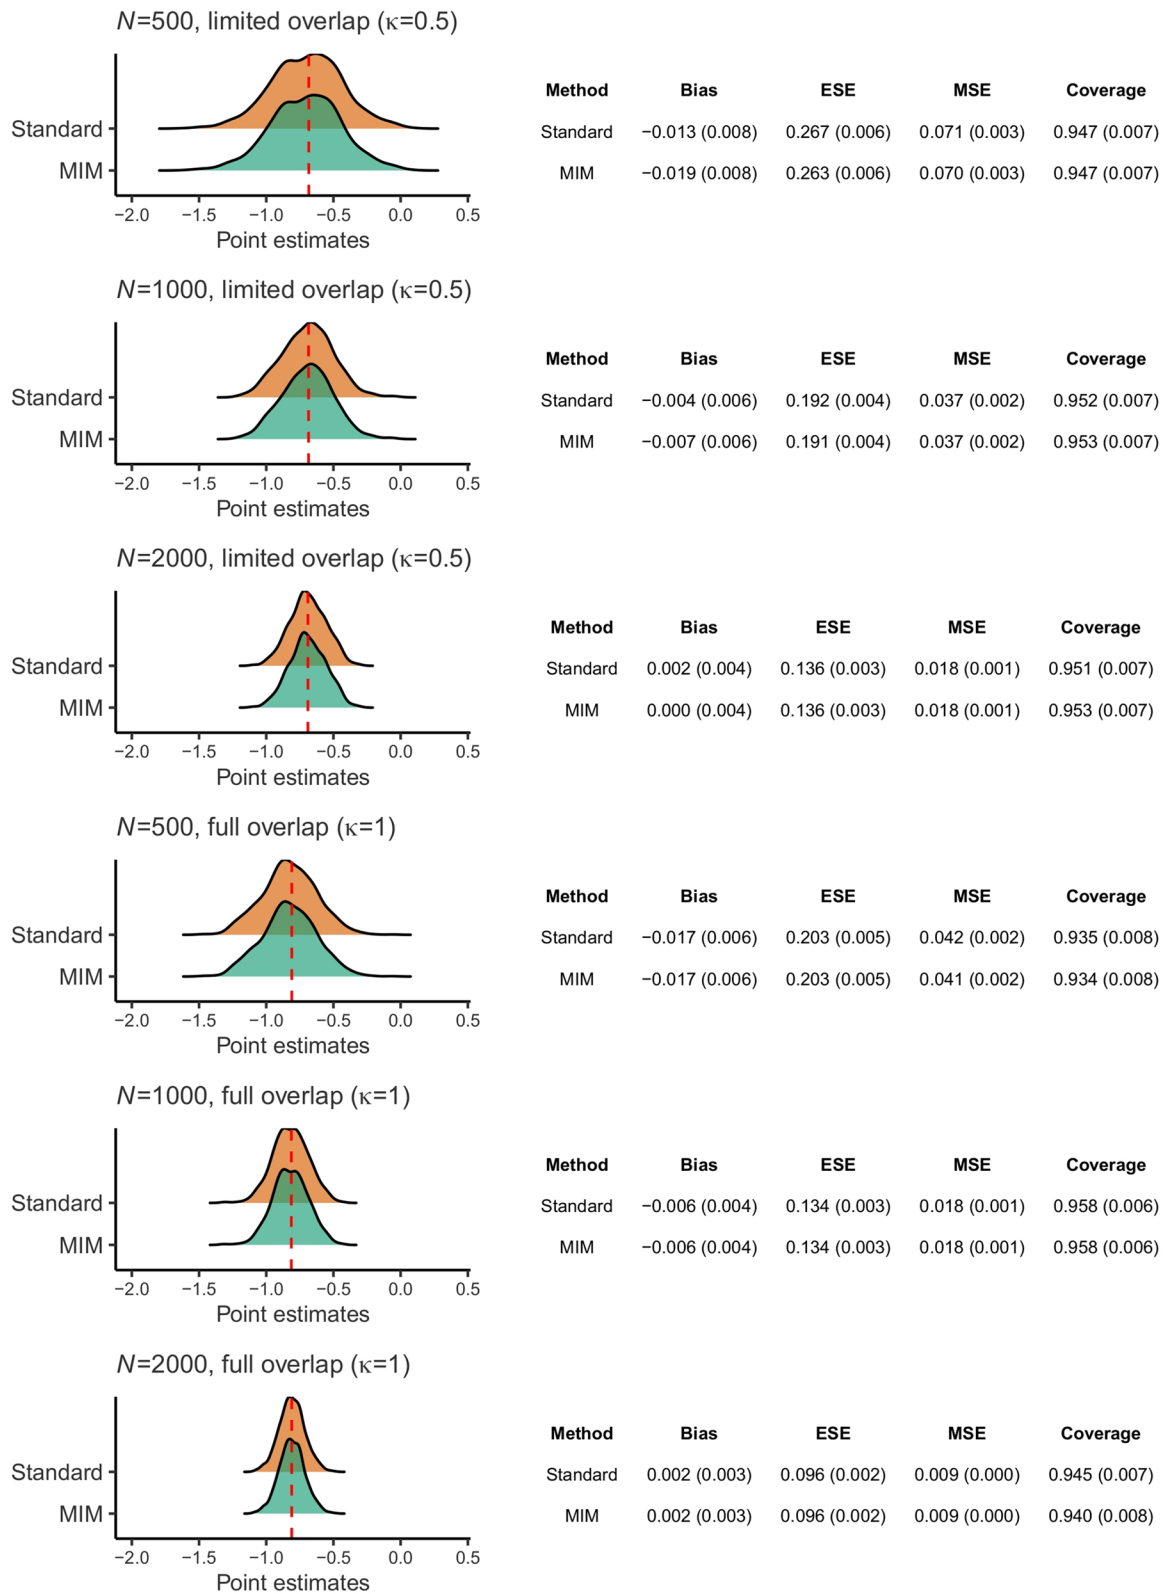 N=500, limited overlap (κ=0.5)
Method Bias ESE MSE Coverage
Standard Standard −0.013 (0.008) 0.267 (0.006) 0.071 (0.003) 0.947 (0.007)
MIM MIM −0.019 (0.008) 0.263 (0.006) 0.070 (0.003) 0.947 (0.007)
−2.0 −1.5 −1.0 −0.5 0.0 0.5
Point estimates
N=1000, limited overlap (κ=0.5)
Method Bias ESE MSE Coverage
Standard Standard −0.004 (0.006) 0.192 (0.004) 0.037 (0.002) 0.952 (0.007)
MIM MIM −0.007 (0.006) 0.191 (0.004) 0.037 (0.002) 0.953 (0.007)
−2.0 −1.5 −1.0 −0.5 0.0 0.5
Point estimates
N=2000, limited overlap (κ=0.5)
Method Bias ESE MSE Coverage
Standard Standard 0.002 (0.004) 0.136 (0.003) 0.018 (0.001) 0.951 (0.007)
MIM MIM 0.000 (0.004) 0.136 (0.003) 0.018 (0.001) 0.953 (0.007)
−2.0 −1.5 −1.0 −0.5 0.0 0.5
Point estimates
N=500, full overlap (κ=1)
Method Bias ESE MSE Coverage
Standard Standard −0.017 (0.006) 0.203 (0.005) 0.042 (0.002) 0.935 (0.008)
MIM MIM −0.017 (0.006) 0.203 (0.005) 0.041 (0.002) 0.934 (0.008)
−2.0 −1.5 −1.0 −0.5 0.0 0.5
Point estimates
N=1000, full overlap (κ=1)
Method Bias ESE MSE Coverage
Standard Standard −0.006 (0.004) 0.134 (0.003) 0.018 (0.001) 0.958 (0.006)
MIM MIM −0.006 (0.004) 0.134 (0.003) 0.018 (0.001) 0.958 (0.006)
−2.0 −1.5 −1.0 −0.5 0.0 0.5
Point estimates
N=2000, full overlap (κ=1)
Method Bias ESE MSE Coverage
Standard Standard 0.002 (0.003) 0.096 (0.002) 0.009 (0.000) 0.945 (0.007)
MIM MIM 0.002 (0.003) 0.096 (0.002) 0.009 (0.000) 0.940 (0.008)
−2.0 −1.5 −1.0 −0.5 0.0 0.5
Point estimates